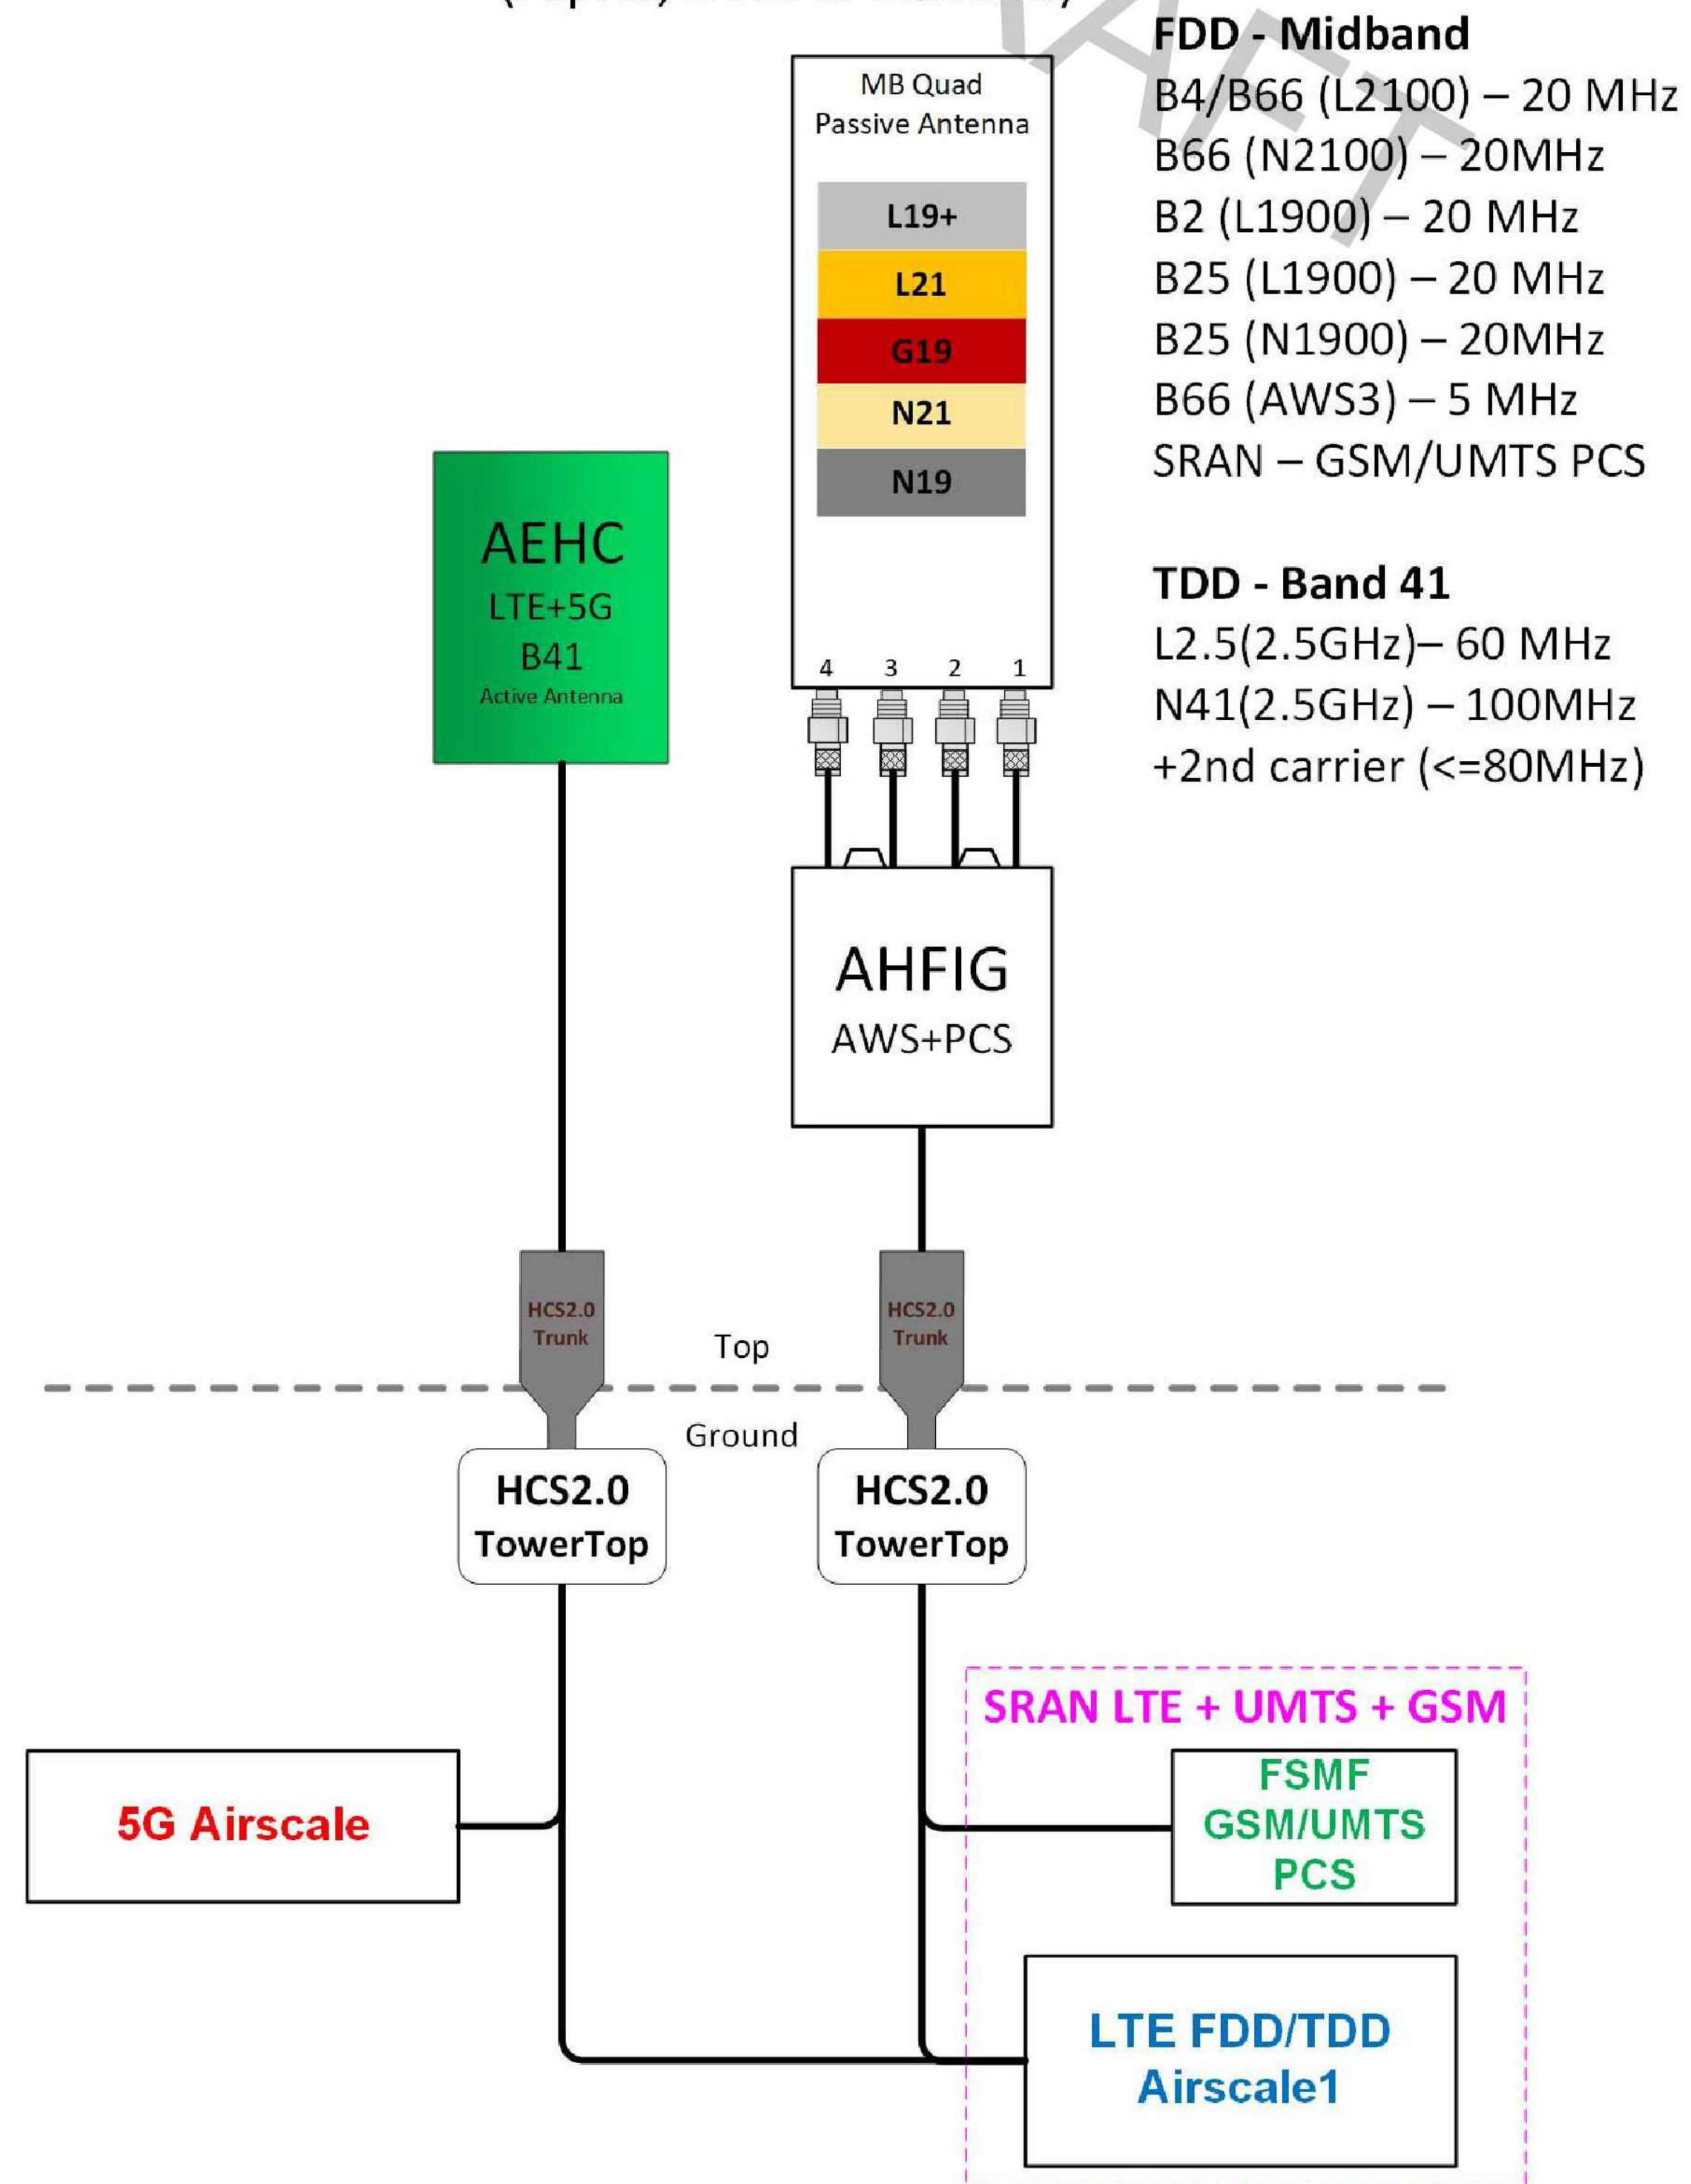 FDD - Midband
B4/B66 (L2100) – 20 MHz
B66 (N2100) – 20MHz
B2 (L1900) – 20 MHz
B25 (L1900) – 20 MHz
B25 (N1900) – 20MHz
B66 (AWS3) – 5 MHz
SRAN – GSM/UMTS PCS
TDD - Band 41
L2.5(2.5GHz)– 60 MHz
N41(2.5GHz) – 100MHz
+2nd carrier (<=80MHz)
MB Quad
Passive Antenna
L19+
L21
G19
N21
N19
4 3 2 1
AEHC
LTE+5G
B41
Active Antenna
AHFIG
AWS+PCS
HCS2.0
Trunk
HCS2.0
Trunk
Top
Ground
HCS2.0
TowerTop
HCS2.0
TowerTop
SRAN LTE + UMTS + GSM
5G Airscale
FSMF
GSM/UMTS
PCS
LTE FDD/TDD
Airscale1